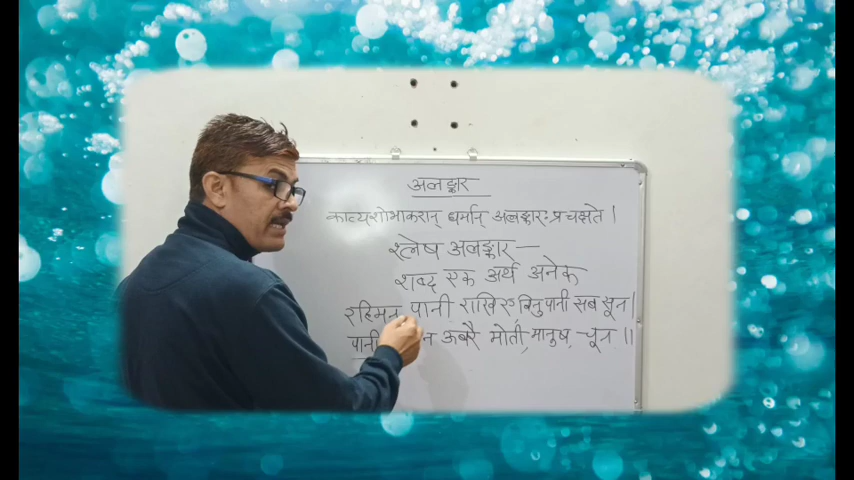 अलङ्कार
काव्यशोभाकरान् धर्मान् अलङ्कारः प्रचक्षते।
श्लेष अलङ्कार—
शब्द एक अर्थ अनेक
रहिमन पानी राखिए बिनु पानी सब सून।
पानी न ऊबरै मोती, मानुष, चून॥